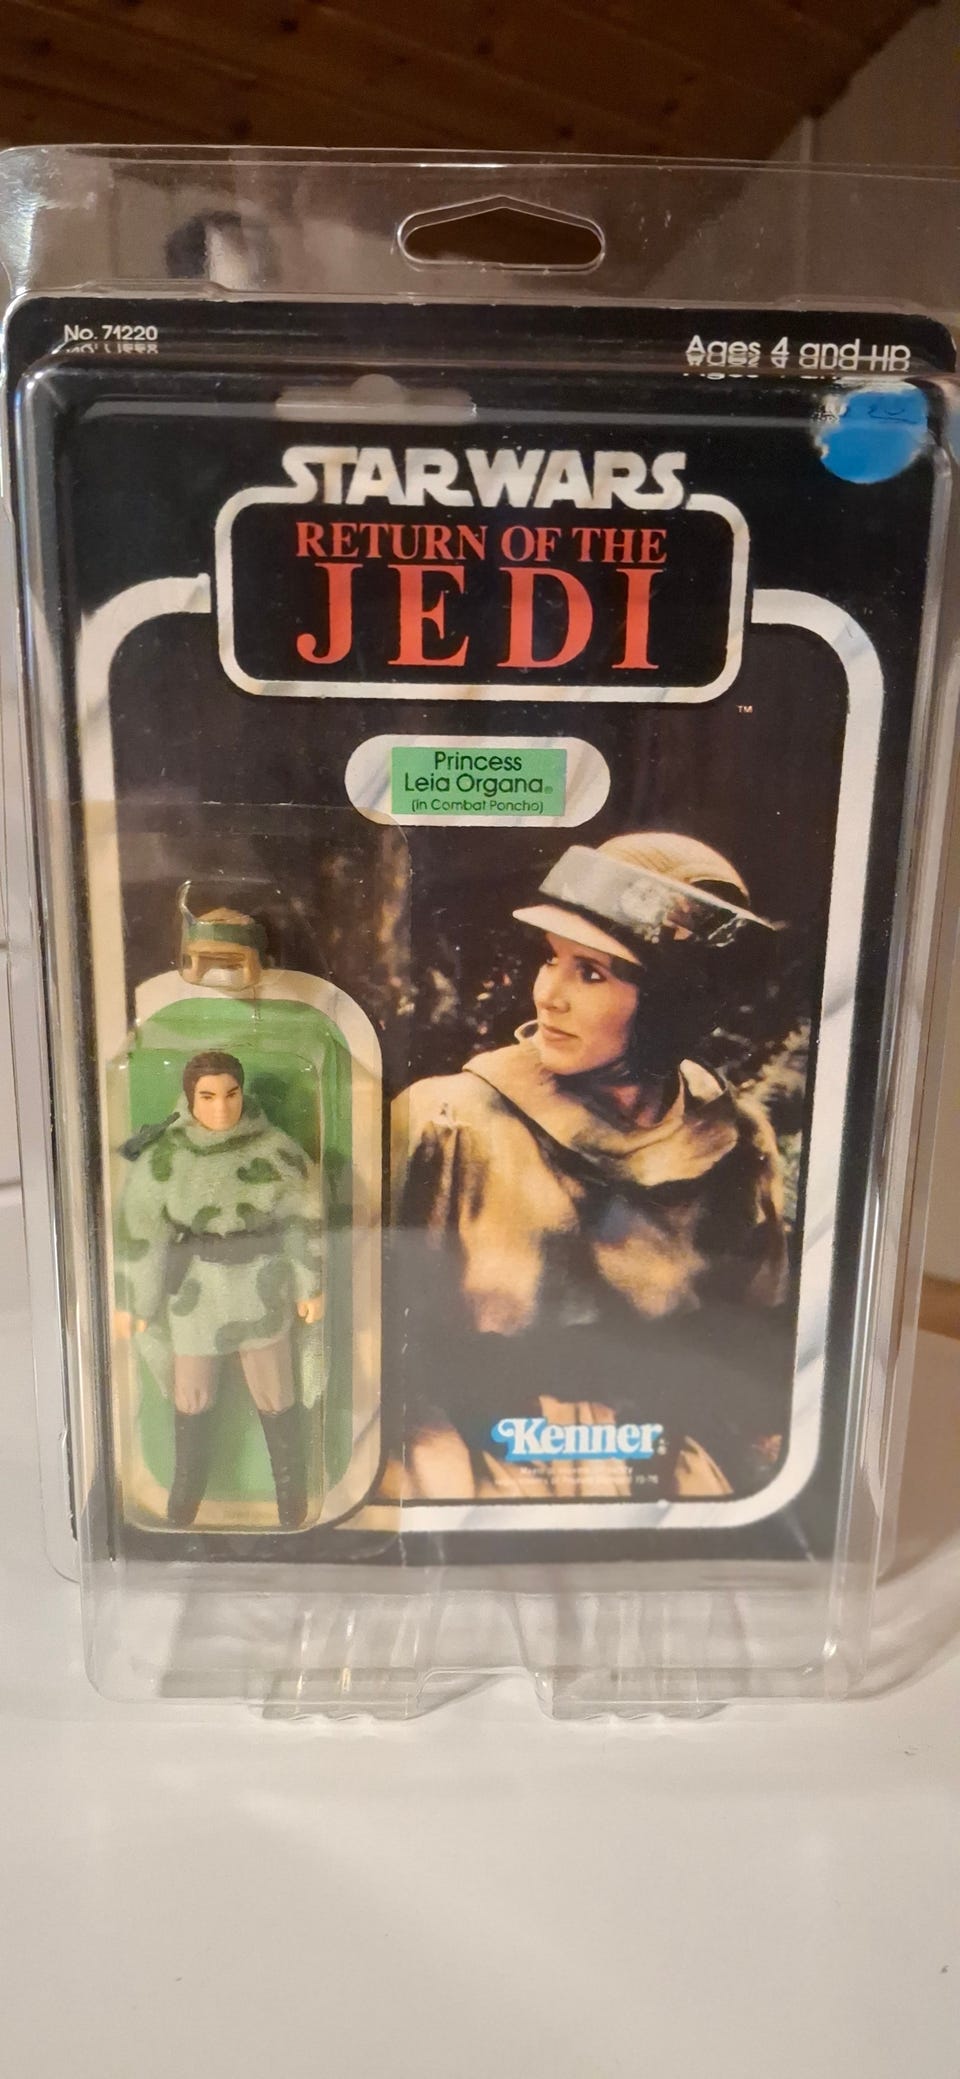 No. 71220
Ages 4 and up
STAR WARS
RETURN OF THE
JEDI
TM
Princess
Leia Organa®
(in Combat Poncho)
Kenner®